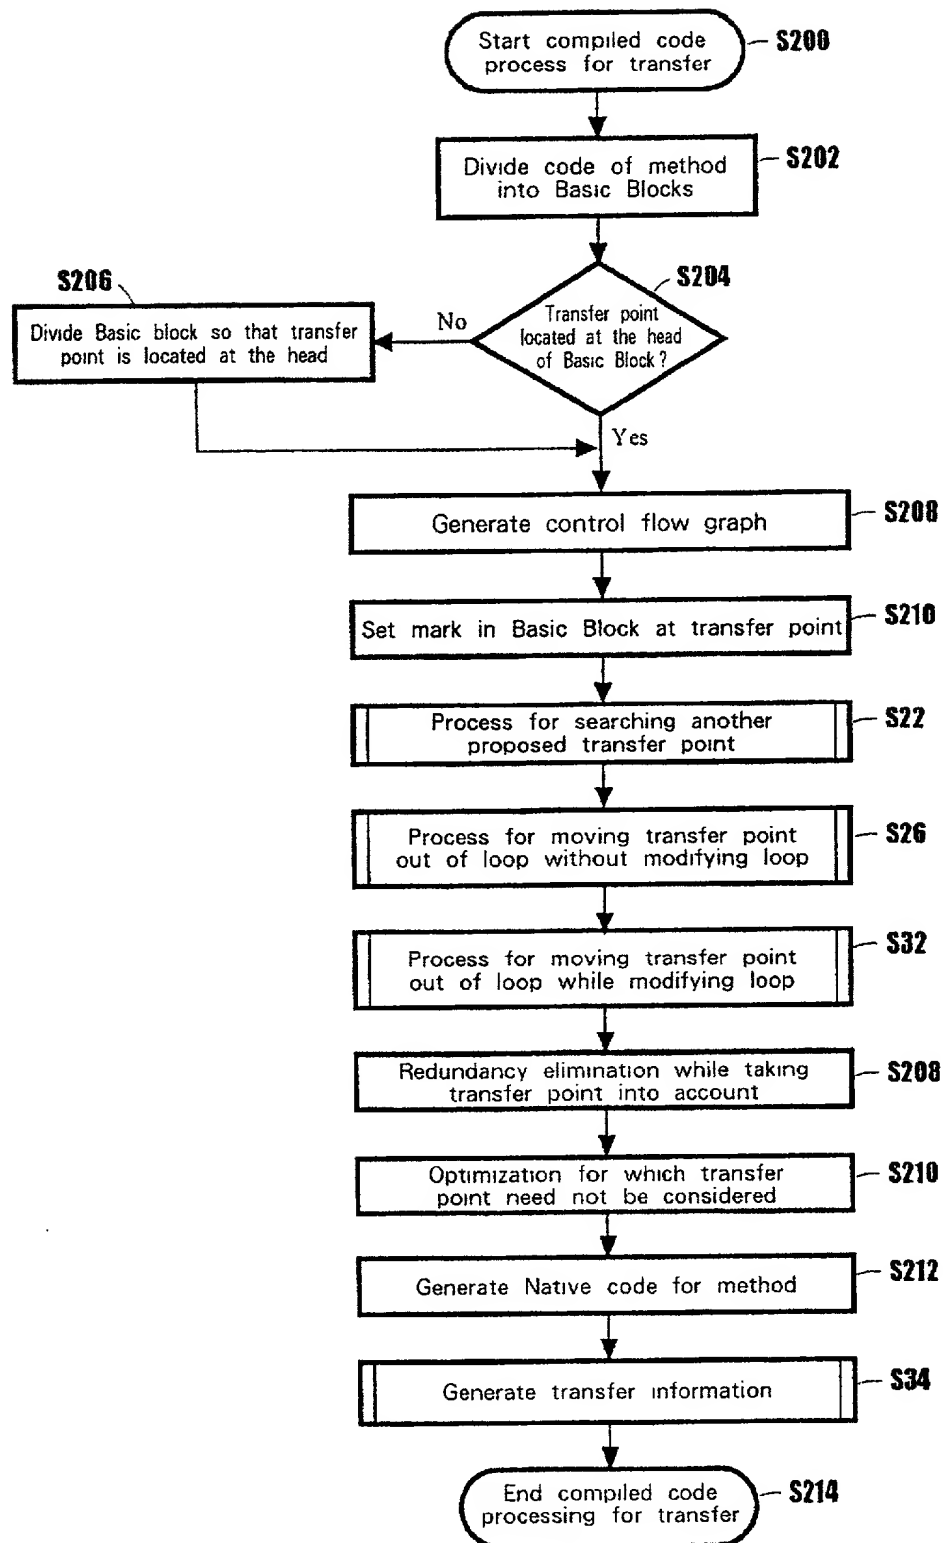 Start compiled code
process for transfer
S200
Divide code of method
into Basic Blocks
S202
S204
Transfer point
located at the head
of Basic Block?
S206
No
Divide Basic block so that transfer
point is located at the head
Yes
Generate control flow graph
S208
Set mark in Basic Block at transfer point
S210
Process for searching another
proposed transfer point
S22
Process for moving transfer point
out of loop without modifying loop
S26
Process for moving transfer point
out of loop while modifying loop
S32
Redundancy elimination while taking
transfer point into account
S208
Optimization for which transfer
point need not be considered
S210
Generate Native code for method
S212
Generate transfer information
S34
End compiled code
processing for transfer
S214